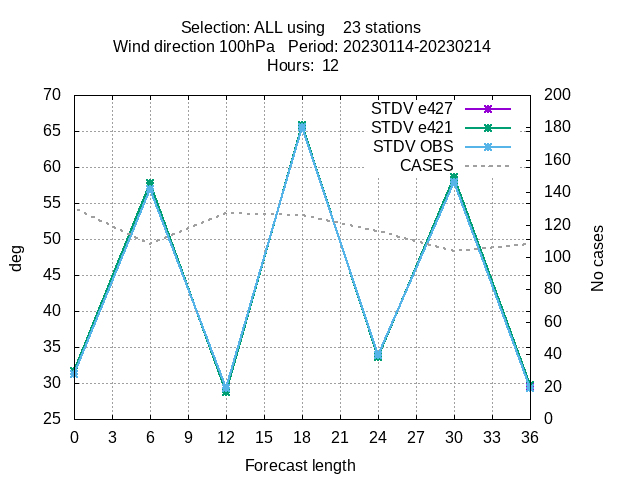 Selection: ALL using    23 stations
Wind direction 100hPa   Period: 20230114-20230214
Hours:  12
STDV e427
STDV e421
STDV OBS
CASES
70
65
60
55
50
45
40
35
30
25
deg
200
180
160
140
120
100
80
60
40
20
0
No cases
0 3 6 9 12 15 18 21 24 27 30 33 36
Forecast length